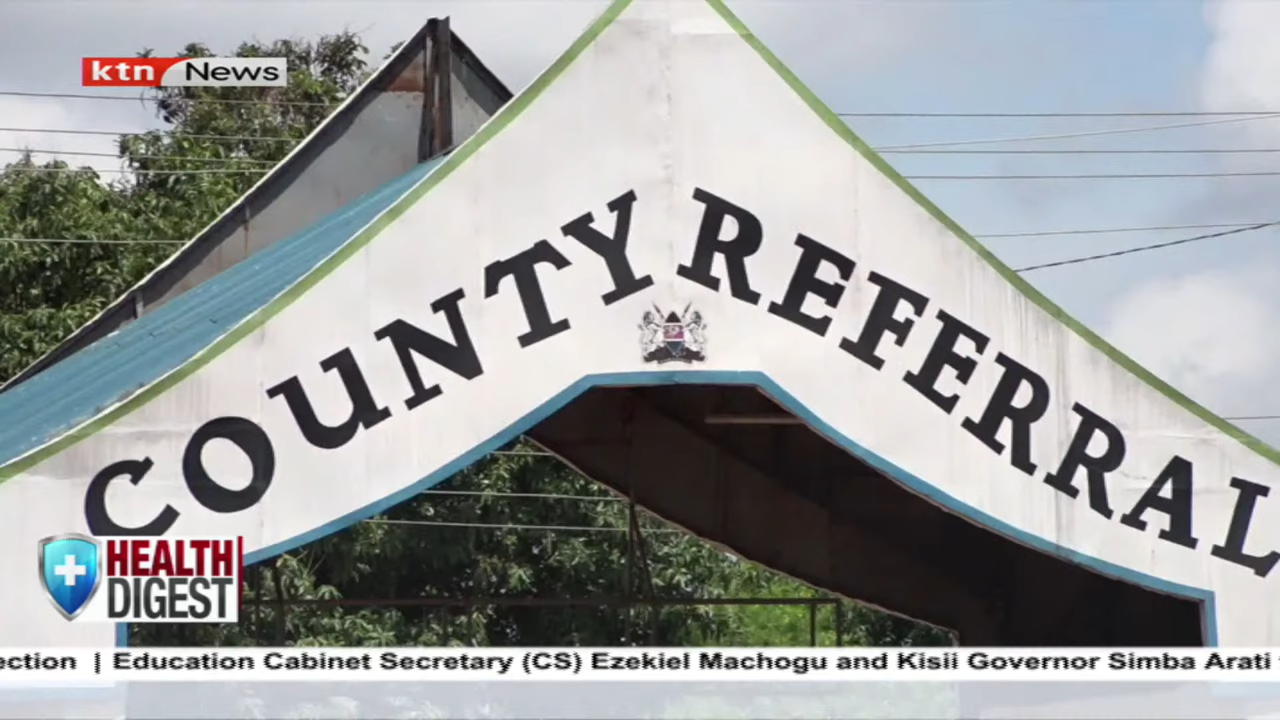 ktn News
COUNTY REFERRAL
HEALTH
DIGEST
ection | Education Cabinet Secretary (CS) Ezekiel Machogu and Kisii Governor Simba Arati